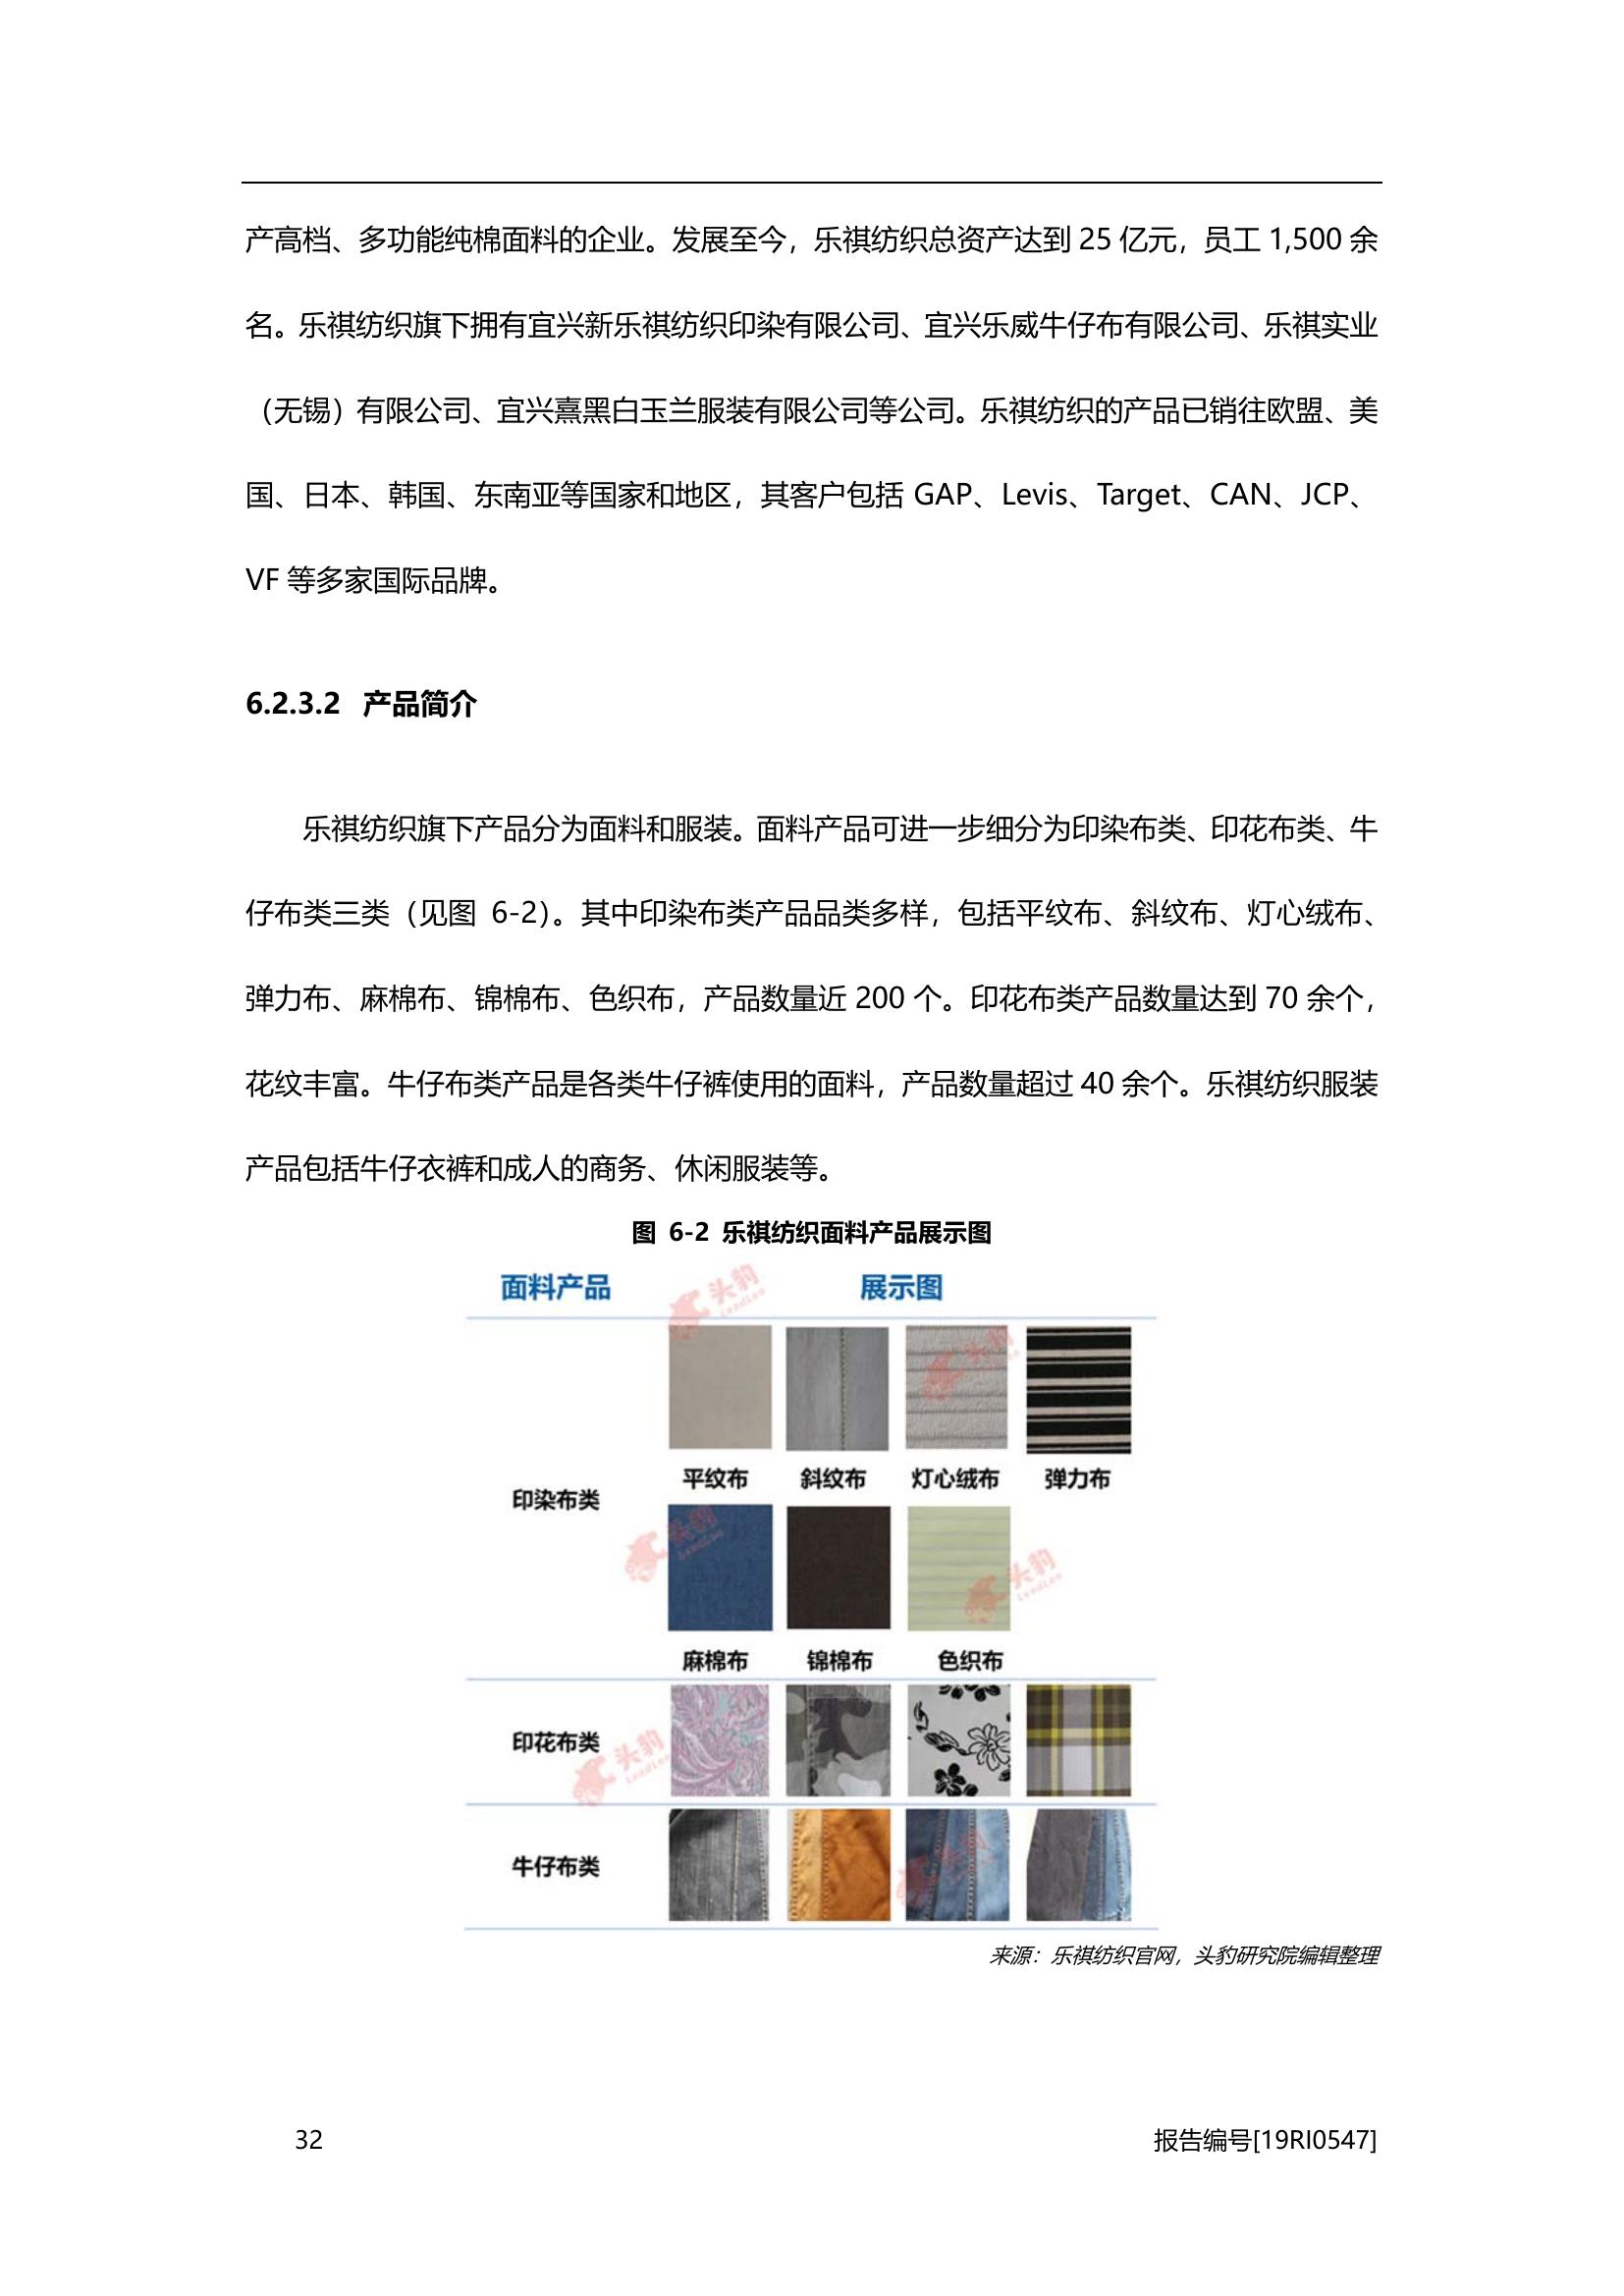 产高档、多功能纯棉面料的企业。发展至今，乐祺纺织总资产达到 25 亿元，员工 1,500 余
名。乐祺纺织旗下拥有宜兴新乐祺纺织印染有限公司、宜兴乐威牛仔布有限公司、乐祺实业
（无锡）有限公司、宜兴熹黑白玉兰服装有限公司等公司。乐祺纺织的产品已销往欧盟、美
国、日本、韩国、东南亚等国家和地区，其客户包括 GAP、Levis、Target、CAN、JCP、
VF 等多家国际品牌。
6.2.3.2 产品简介
乐祺纺织旗下产品分为面料和服装。面料产品可进一步细分为印染布类、印花布类、牛
仔布类三类（见图 6-2）。其中印染布类产品品类多样，包括平纹布、斜纹布、灯心绒布、
弹力布、麻棉布、锦棉布、色织布，产品数量近 200 个。印花布类产品数量达到 70 余个，
花纹丰富。牛仔布类产品是各类牛仔裤使用的面料，产品数量超过 40 余个。乐祺纺织服装
产品包括牛仔衣裤和成人的商务、休闲服装等。
图 6-2 乐祺纺织面料产品展示图
面料产品 展示图
头豹
LeadLeo
头豹
平纹布 斜纹布 灯心绒布 弹力布
印染布类
头豹
LeadLeo
头豹
LeadLeo
麻棉布 锦棉布 色织布
印花布类
头豹
LeadLeo
牛仔布类
头豹
来源：乐祺纺织官网，头豹研究院编辑整理
32 报告编号[19RI0547]